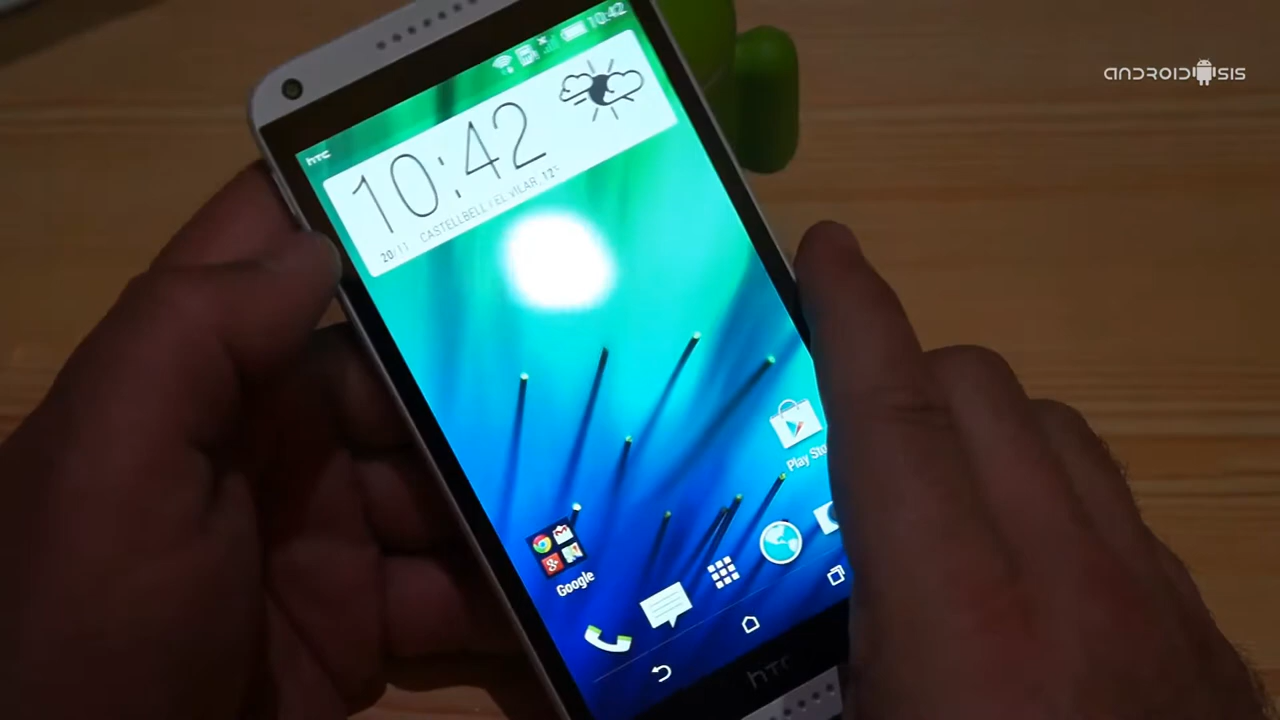 10:42
ANDROIDSIS
hTC
10:42
20/11 CASTELLBELL I EL VILAR, 12°
Play Sto
Google
hTC